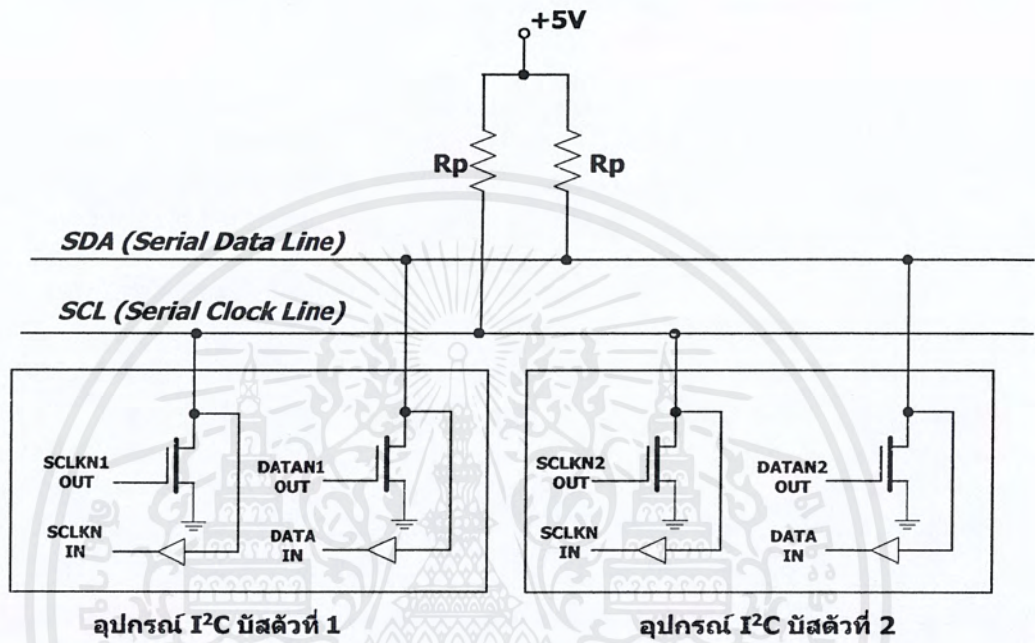 +5V
Rp Rp
SDA (Serial Data Line)
SCL (Serial Clock Line)
SCLKN1 OUT
DATAN1 OUT
SCLKN IN
DATA IN
SCLKN2 OUT
DATAN2 OUT
SCLKN IN
DATA IN
อุปกรณ์ I²C บัสตัวที่ 1
อุปกรณ์ I²C บัสตัวที่ 2